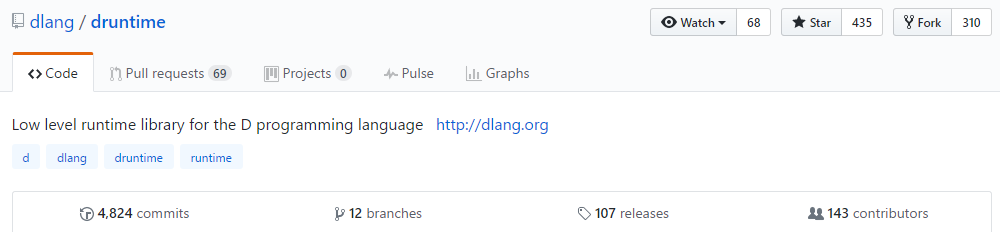 dlang / druntime Watch 68 Star 435 Fork 310
Code Pull requests 69 Projects 0 Pulse Graphs
Low level runtime library for the D programming language http://dlang.org
d dlang druntime runtime
4,824 commits 12 branches 107 releases 143 contributors